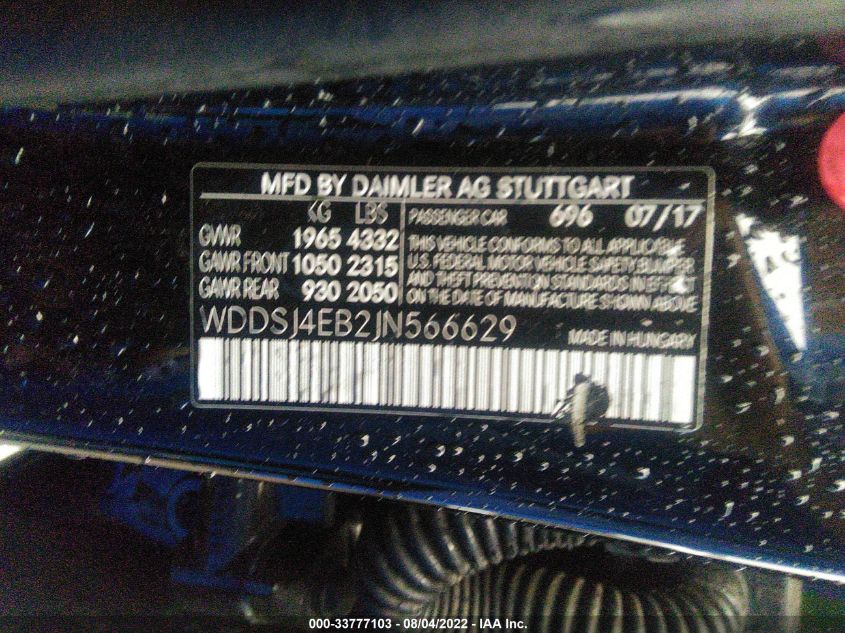 MFD BY DAIMLER AG STUTTGART
KG LBS
GVWR 1965 4332
GAWR FRONT 1050 2315
GAWR REAR 930 2050
PASSENGER CAR 696 07/17
THIS VEHICLE CONFORMS TO ALL APPLICABLE
U.S. FEDERAL MOTOR VEHICLE SAFETY BUMPER
AND THEFT PREVENTION STANDARDS IN EFFECT
ON THE DATE OF MANUFACTURE SHOWN ABOVE
WDDSJ4EB2JN566629
MADE IN HUNGARY
000-33777103 - 08/04/2022 - IAA Inc.